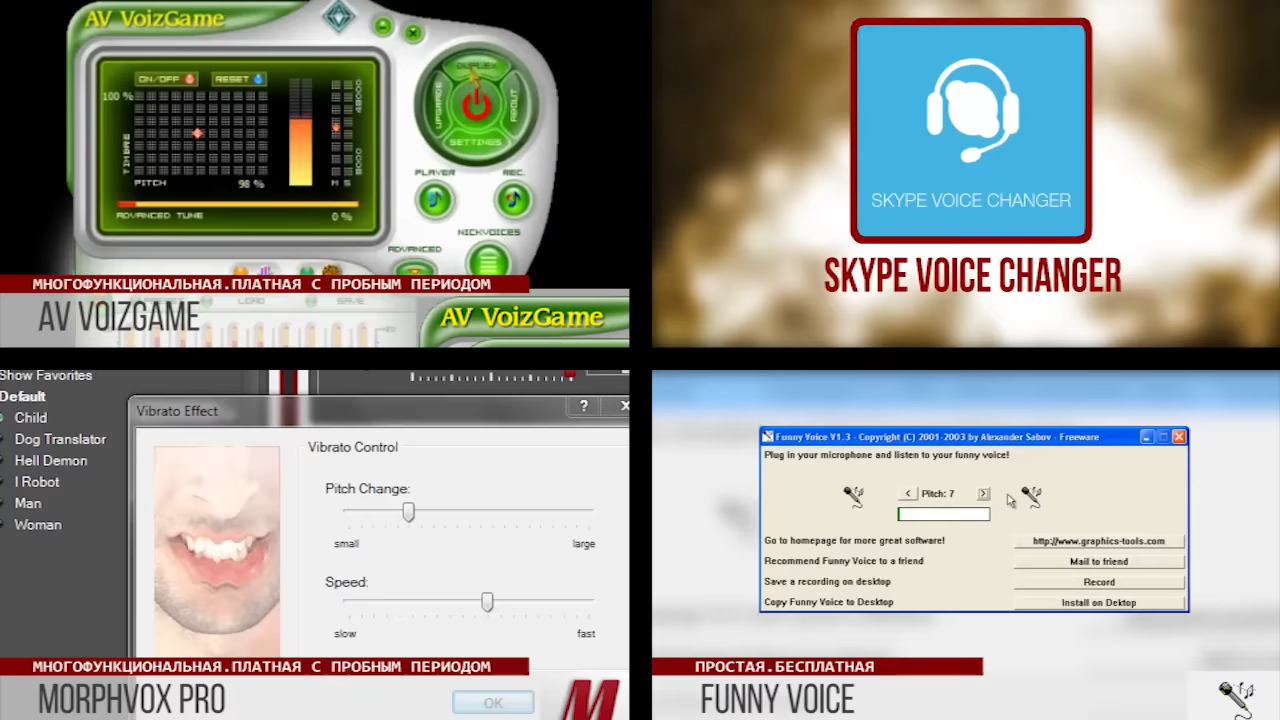 AV VoizGame
ON/OFF
RESET
100 %
TIMBRE
PITCH
98 %
48000
8000
M S
ADVANCED TUNE
0 %
DUPLEX
UPGRADE
ABOUT
SETTINGS
PLAYER
REC.
NICKVOICES
ADVANCED
LOAD
SAVE
МНОГОФУНКЦИОНАЛЬНАЯ.ПЛАТНАЯ С ПРОБНЫМ ПЕРИОДОМ
AV VOIZGAME
AV VoizGame
SKYPE VOICE CHANGER
SKYPE VOICE CHANGER
Show Favorites
Default
Child
Dog Translator
Hell Demon
I Robot
Man
Woman
Vibrato Effect
? x
Vibrato Control
Pitch Change:
small
large
Speed:
slow
fast
OK
МНОГОФУНКЦИОНАЛЬНАЯ.ПЛАТНАЯ С ПРОБНЫМ ПЕРИОДОМ
MORPHVOX PRO
M
Funny Voice V1.3 - Copyright (C) 2001-2003 by Alexander Sabov - Freeware
Plug in your microphone and listen to your funny voice!
< Pitch: 7 >
Go to homepage for more great software!
http://www.graphics-tools.com
Recommend Funny Voice to a friend
Mail to friend
Save a recording on desktop
Record
Copy Funny Voice to Desktop
Install on Dektop
ПРОСТАЯ.БЕСПЛАТНАЯ
FUNNY VOICE